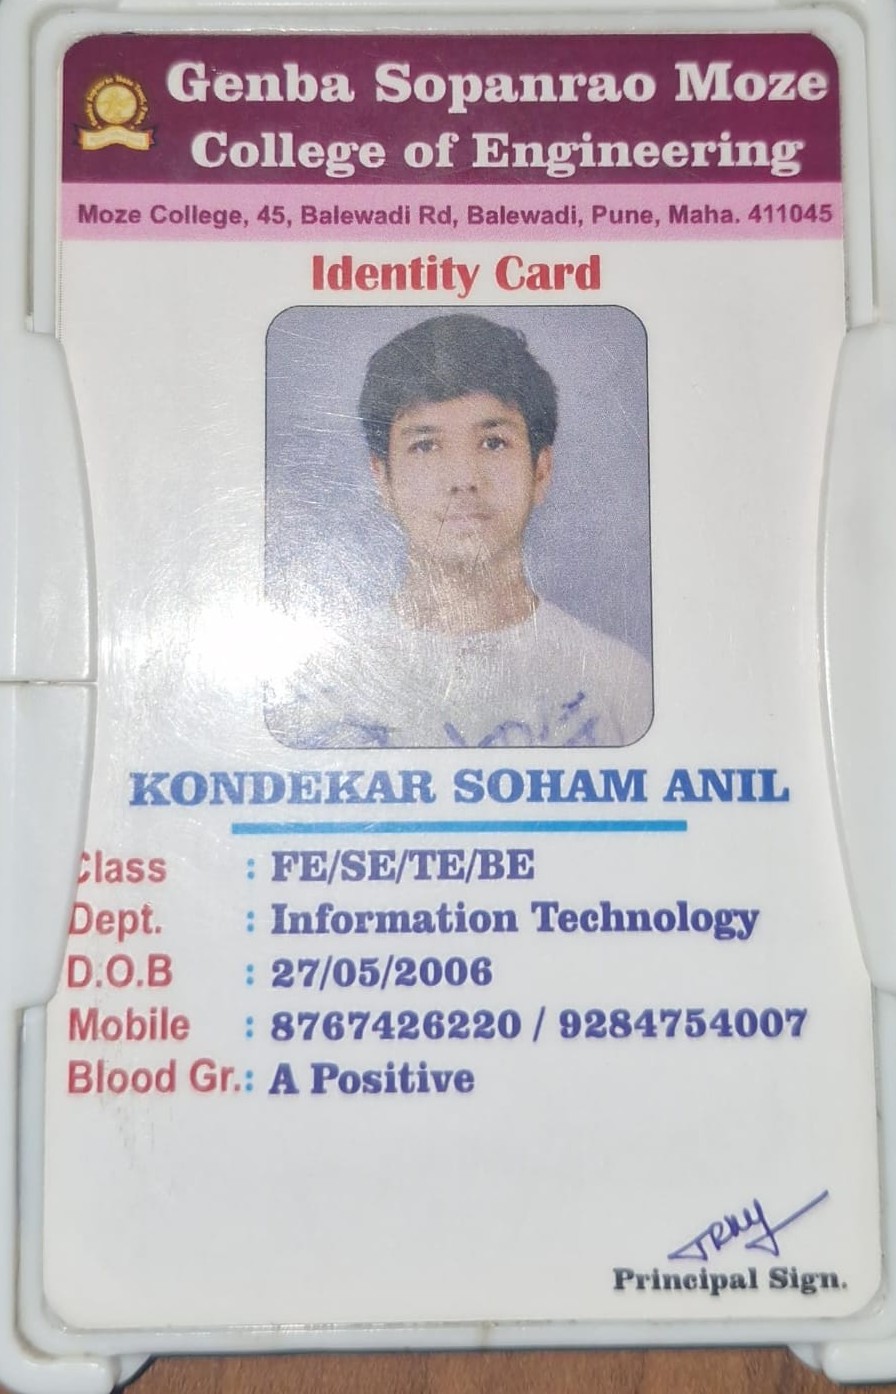 Genba Sopanrao Moze
College of Engineering
Moze College, 45, Balewadi Rd, Balewadi, Pune, Maha. 411045
Identity Card
KONDEKAR SOHAM ANIL
Class : FE/SE/TE/BE
Dept. : Information Technology
D.O.B : 27/05/2006
Mobile : 8767426220 / 9284754007
Blood Gr.: A Positive
Principal Sign.